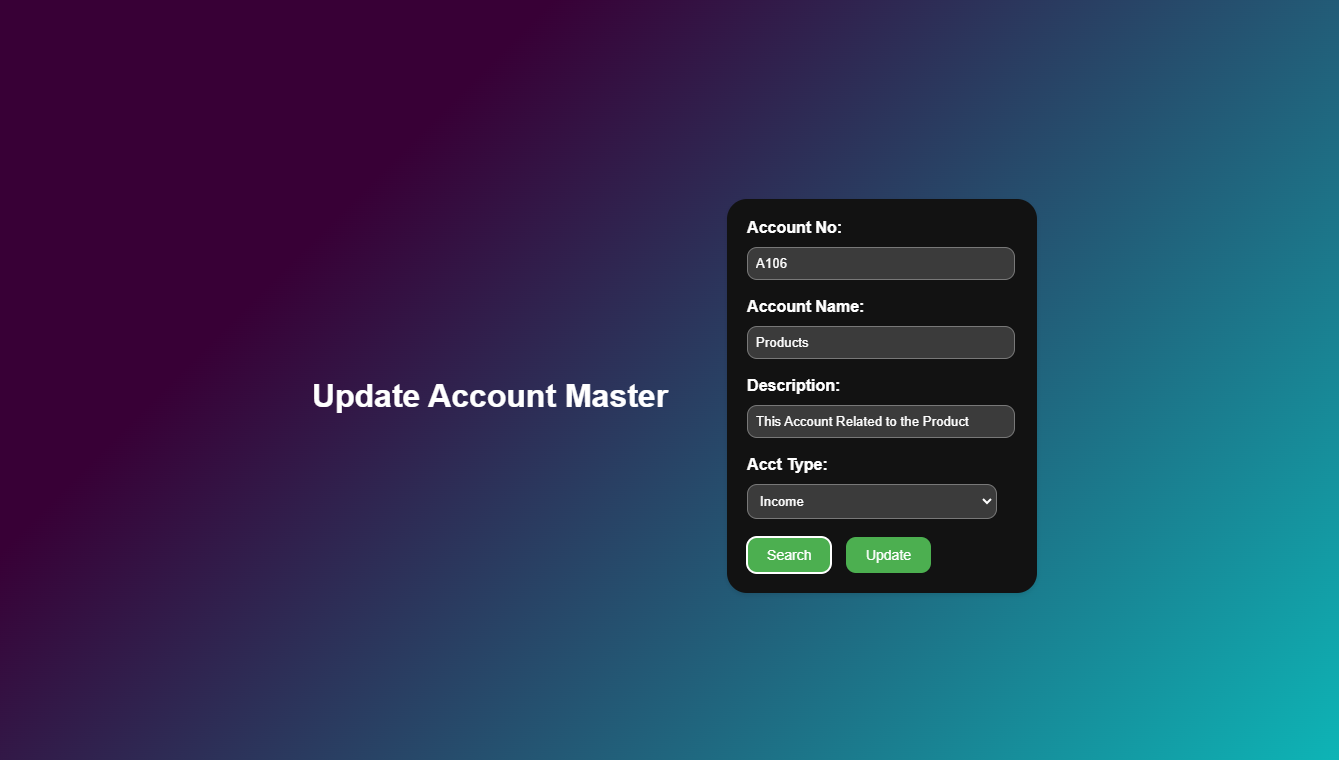 Update Account Master
Account No:
A106
Account Name:
Products
Description:
This Account Related to the Product
Acct Type:
Income
Search
Update